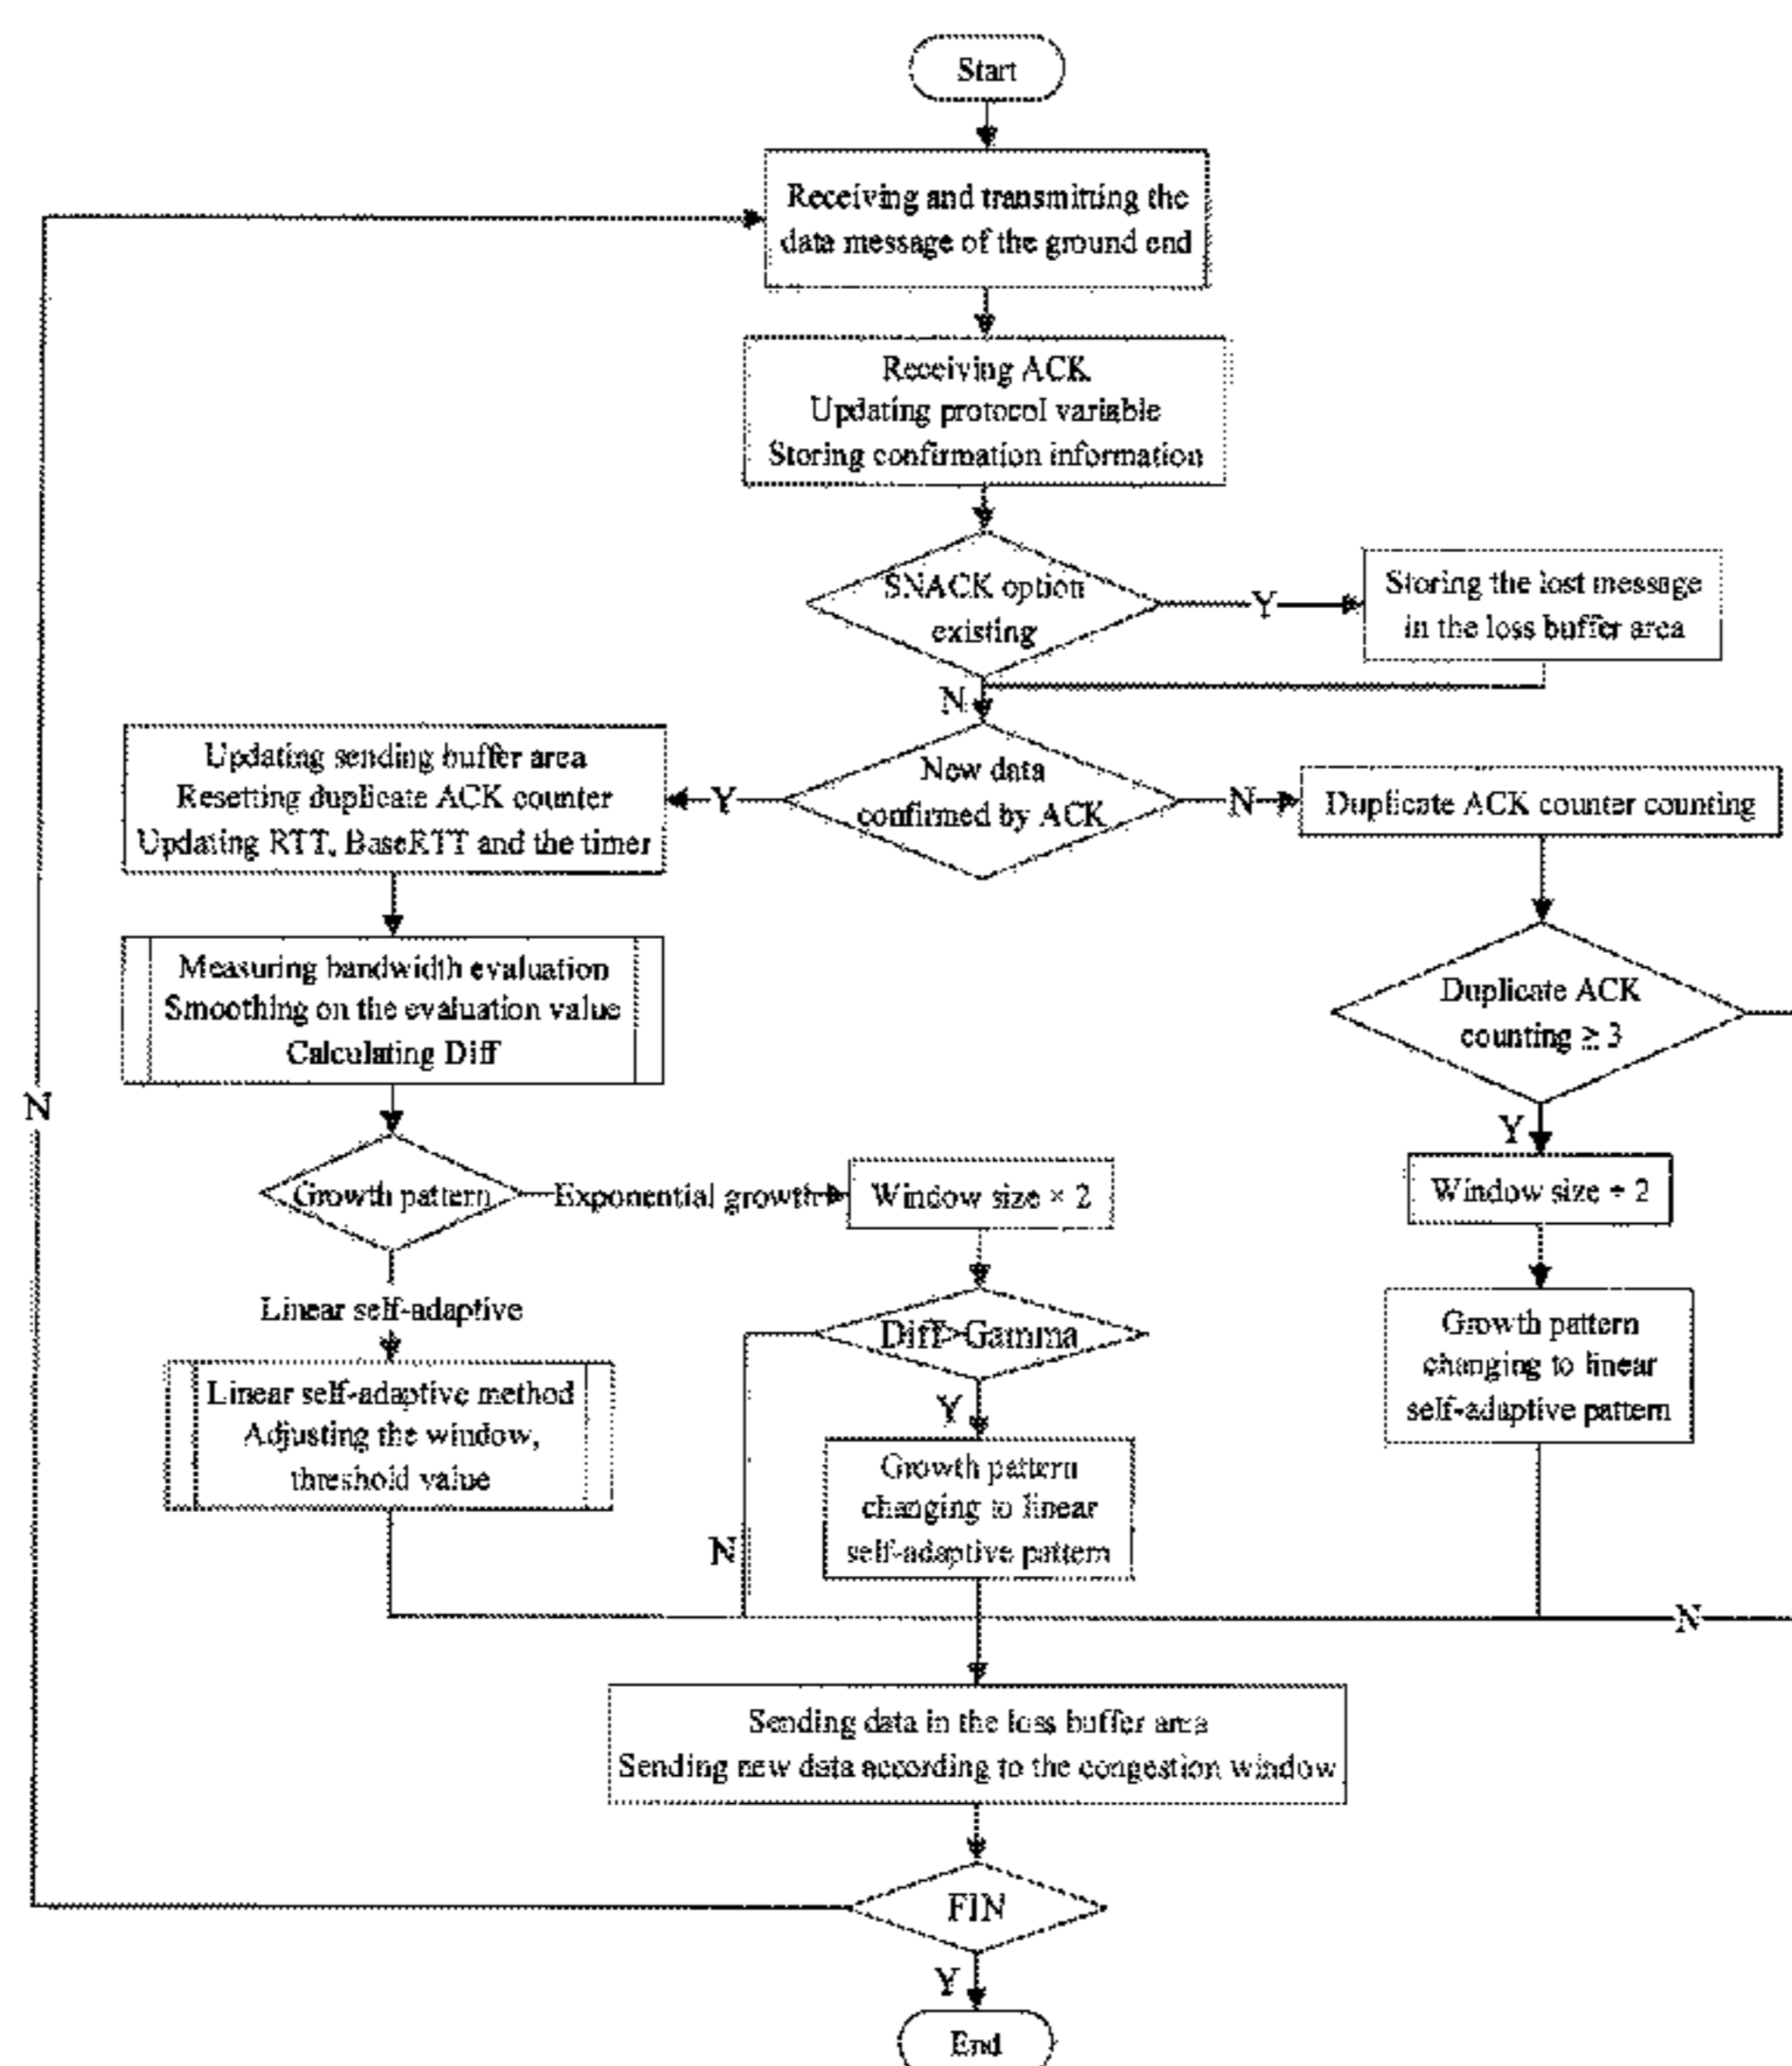 Start
Receiving and transmitting the
data message of the ground end
Receiving ACK
Updating protocol variable
Storing confirmation information
SNACK option
existing
Y
Storing the lost message
in the loss buffer area
N
New data
confirmed by ACK
Y
Updating sending buffer area
Resetting duplicate ACK counter
Updating RTT, BaseRTT and the timer
N
Duplicate ACK counter counting
Measuring bandwidth evaluation
Smoothing on the evaluation value
Calculating Diff
Duplicate ACK
counting ≥ 3
N
Y
Growth pattern
Exponential growth
Window size × 2
Window size ÷ 2
Linear self-adaptive
Diff>Gamma
Growth pattern
changing to linear
self-adaptive pattern
Linear self-adaptive method
Adjusting the window,
threshold value
Y
Growth pattern
changing to linear
self-adaptive pattern
N
N
Sending data in the loss buffer area
Sending new data according to the congestion window
FIN
Y
End